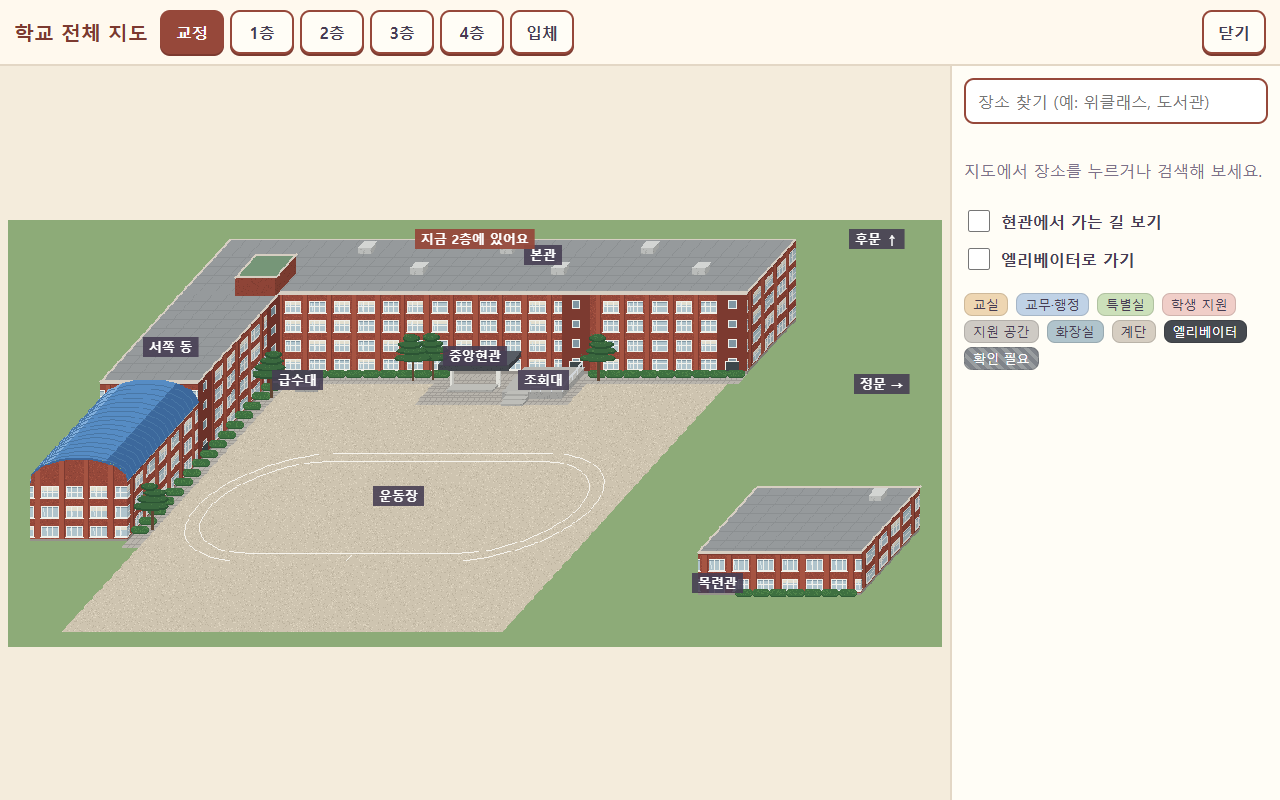 학교 전체 지도 교정 1층 2층 3층 4층 입체 닫기
장소 찾기 (예: 위클래스, 도서관)
지도에서 장소를 누르거나 검색해 보세요.
현관에서 가는 길 보기
엘리베이터로 가기
교실 교무·행정 특별실 학생 지원
지원 공간 화장실 계단 엘리베이터
확인 필요
지금 2층에 있어요
후문 ↑
본관
서쪽 동
중앙현관
급수대
조회대
정문 →
운동장
목련관